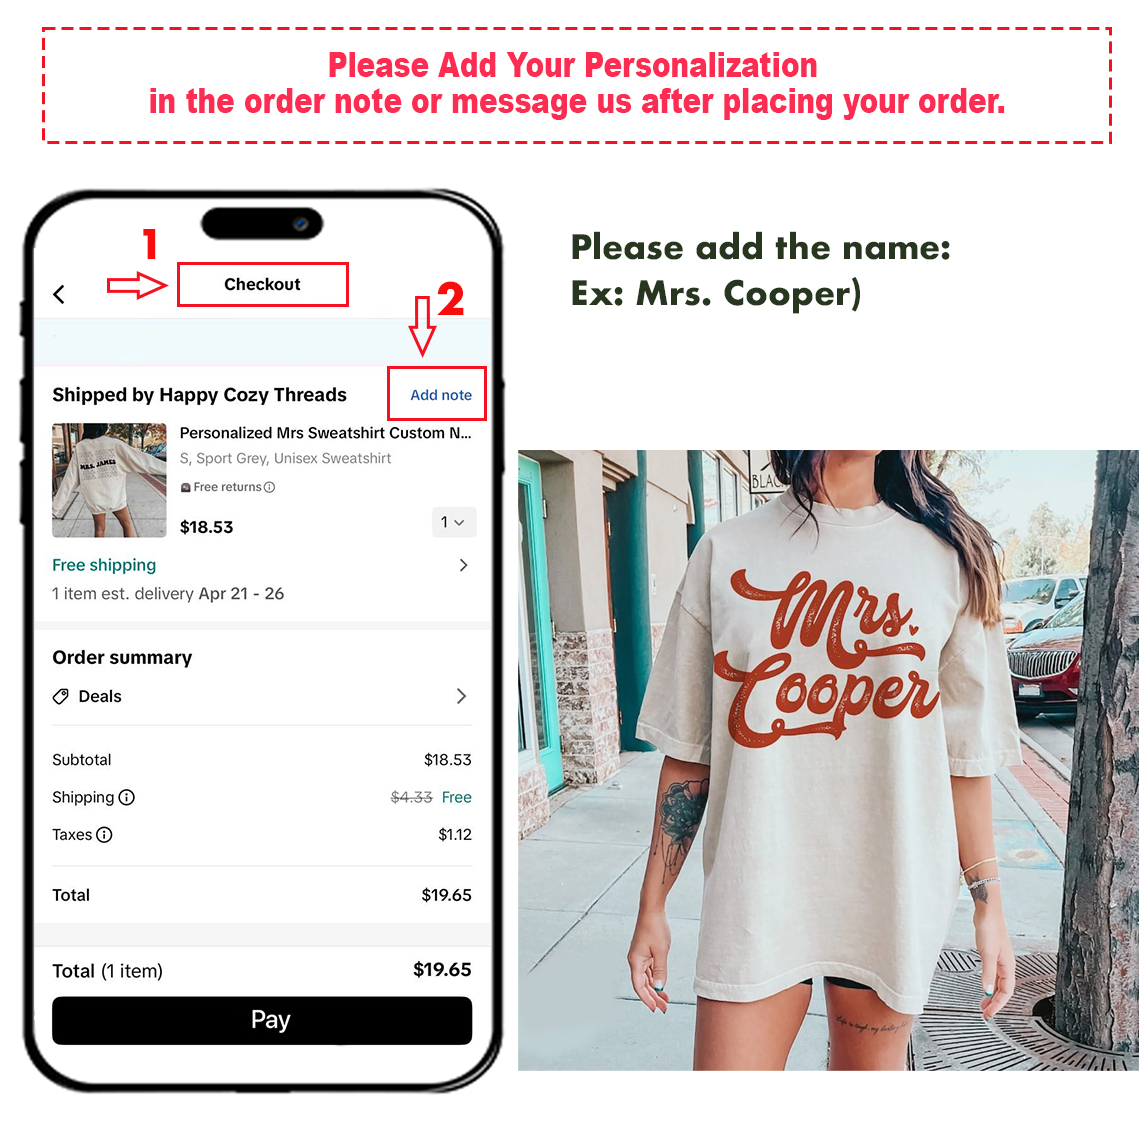 Please Add Your Personalization
in the order note or message us after placing your order.
1
Checkout
2
Shipped by Happy Cozy Threads
Add note
MRS. JAMES
Personalized Mrs Sweatshirt Custom N...
S, Sport Grey, Unisex Sweatshirt
Free returns
$18.53
1
Free shipping
1 item est. delivery Apr 21 - 26
Order summary
Deals
Subtotal $18.53
Shipping $4.33 Free
Taxes $1.12
Total $19.65
Total (1 item) $19.65
Pay
Please add the name:
Ex: Mrs. Cooper)
BLAC
Mrs.
Cooper